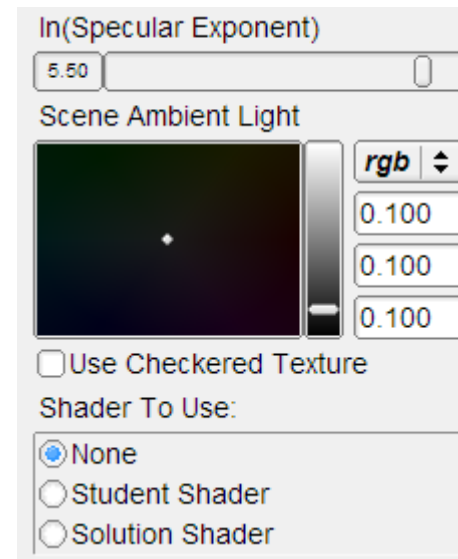 ln(Specular Exponent)
5.50
Scene Ambient Light
rgb
0.100
0.100
0.100
Use Checkered Texture
Shader To Use:
None
Student Shader
Solution Shader